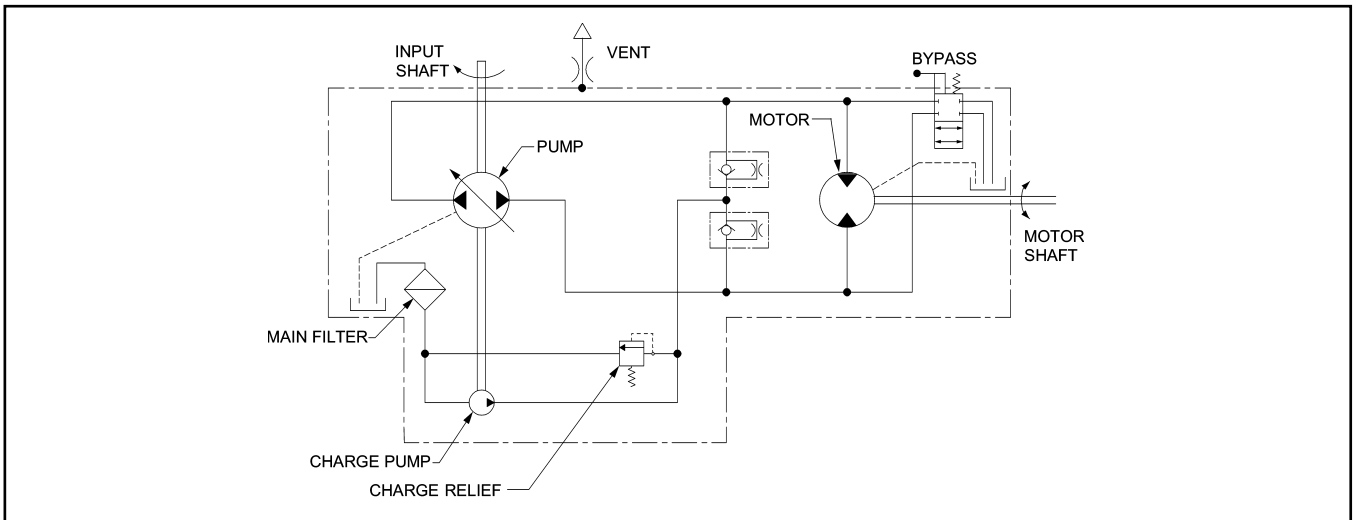 INPUT
SHAFT
VENT
BYPASS
MOTOR
PUMP
MOTOR
SHAFT
MAIN FILTER
CHARGE PUMP
CHARGE RELIEF